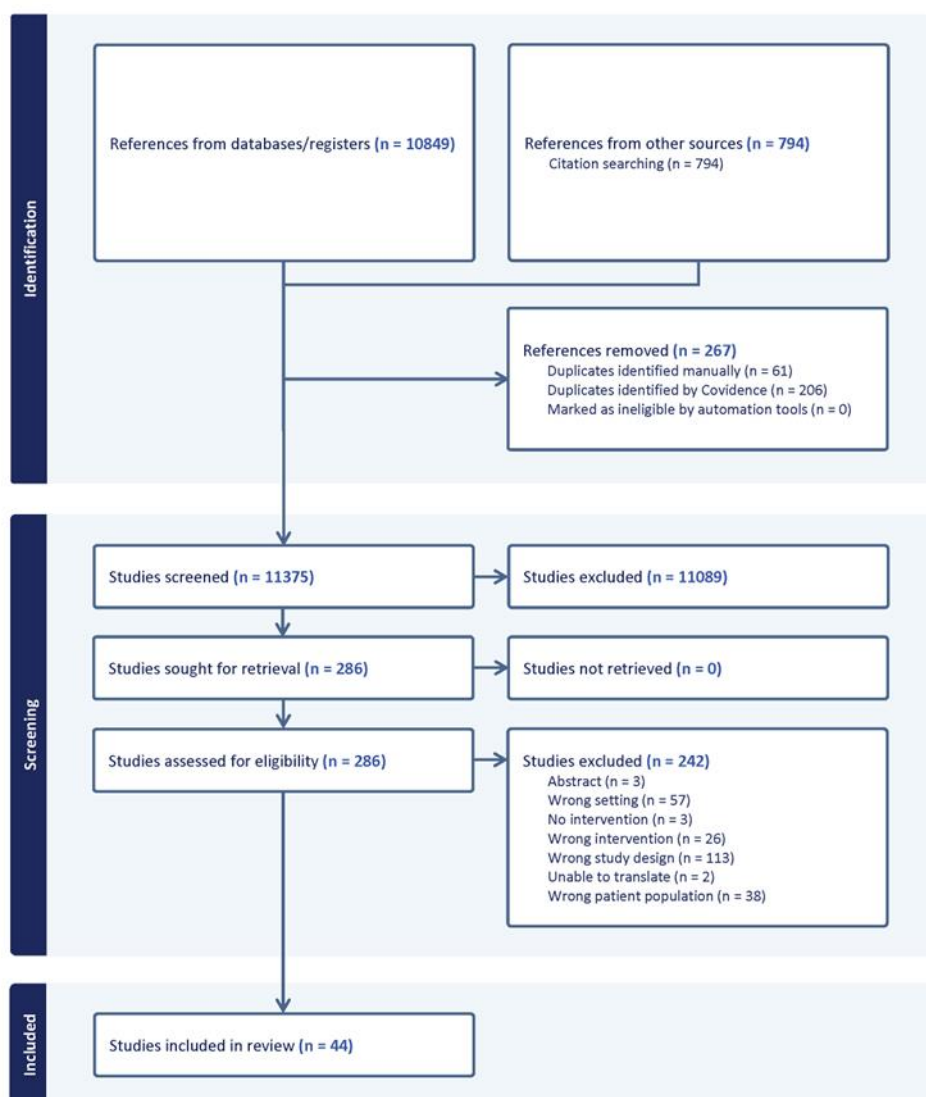 Identification
References from databases/registers (n = 10849)
References from other sources (n = 794)
Citation searching (n = 794)
References removed (n = 267)
Duplicates identified manually (n = 61)
Duplicates identified by Covidence (n = 206)
Marked as ineligible by automation tools (n = 0)
Screening
Studies screened (n = 11375)
Studies excluded (n = 11089)
Studies sought for retrieval (n = 286)
Studies not retrieved (n = 0)
Studies assessed for eligibility (n = 286)
Studies excluded (n = 242)
Abstract (n = 3)
Wrong setting (n = 57)
No intervention (n = 3)
Wrong intervention (n = 26)
Wrong study design (n = 113)
Unable to translate (n = 2)
Wrong patient population (n = 38)
Included
Studies included in review (n = 44)